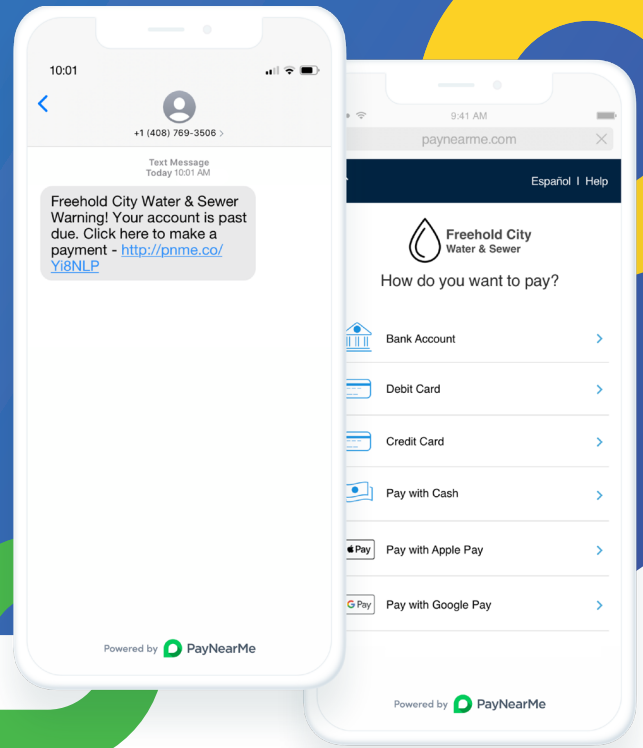 10:01
+1 (408) 769-3506 >
Text Message
Today 10:01 AM
Freehold City Water & Sewer
Warning! Your account is past
due. Click here to make a
payment - http://pnme.co/
Yi8NLP
Powered by PayNearMe
9:41 AM
paynearme.com
Español I Help
Freehold City
Water & Sewer
How do you want to pay?
Bank Account
Debit Card
Credit Card
Pay with Cash
Pay
Pay with Apple Pay
G Pay
Pay with Google Pay
Powered by PayNearMe